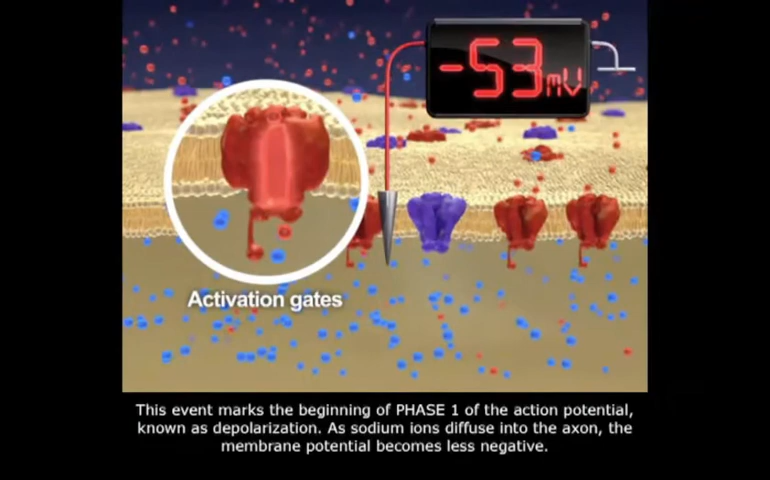 -53mV
Activation gates
This event marks the beginning of PHASE 1 of the action potential,
known as depolarization. As sodium ions diffuse into the axon, the
membrane potential becomes less negative.